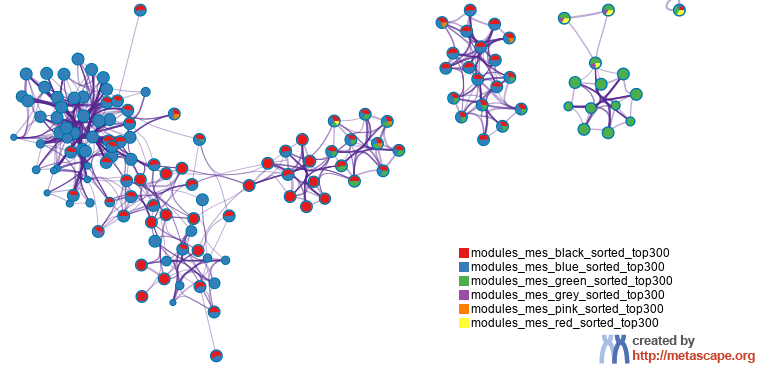 modules_mes_black_sorted_top300
modules_mes_blue_sorted_top300
modules_mes_green_sorted_top300
modules_mes_grey_sorted_top300
modules_mes_pink_sorted_top300
modules_mes_red_sorted_top300
created by
http://metascape.org